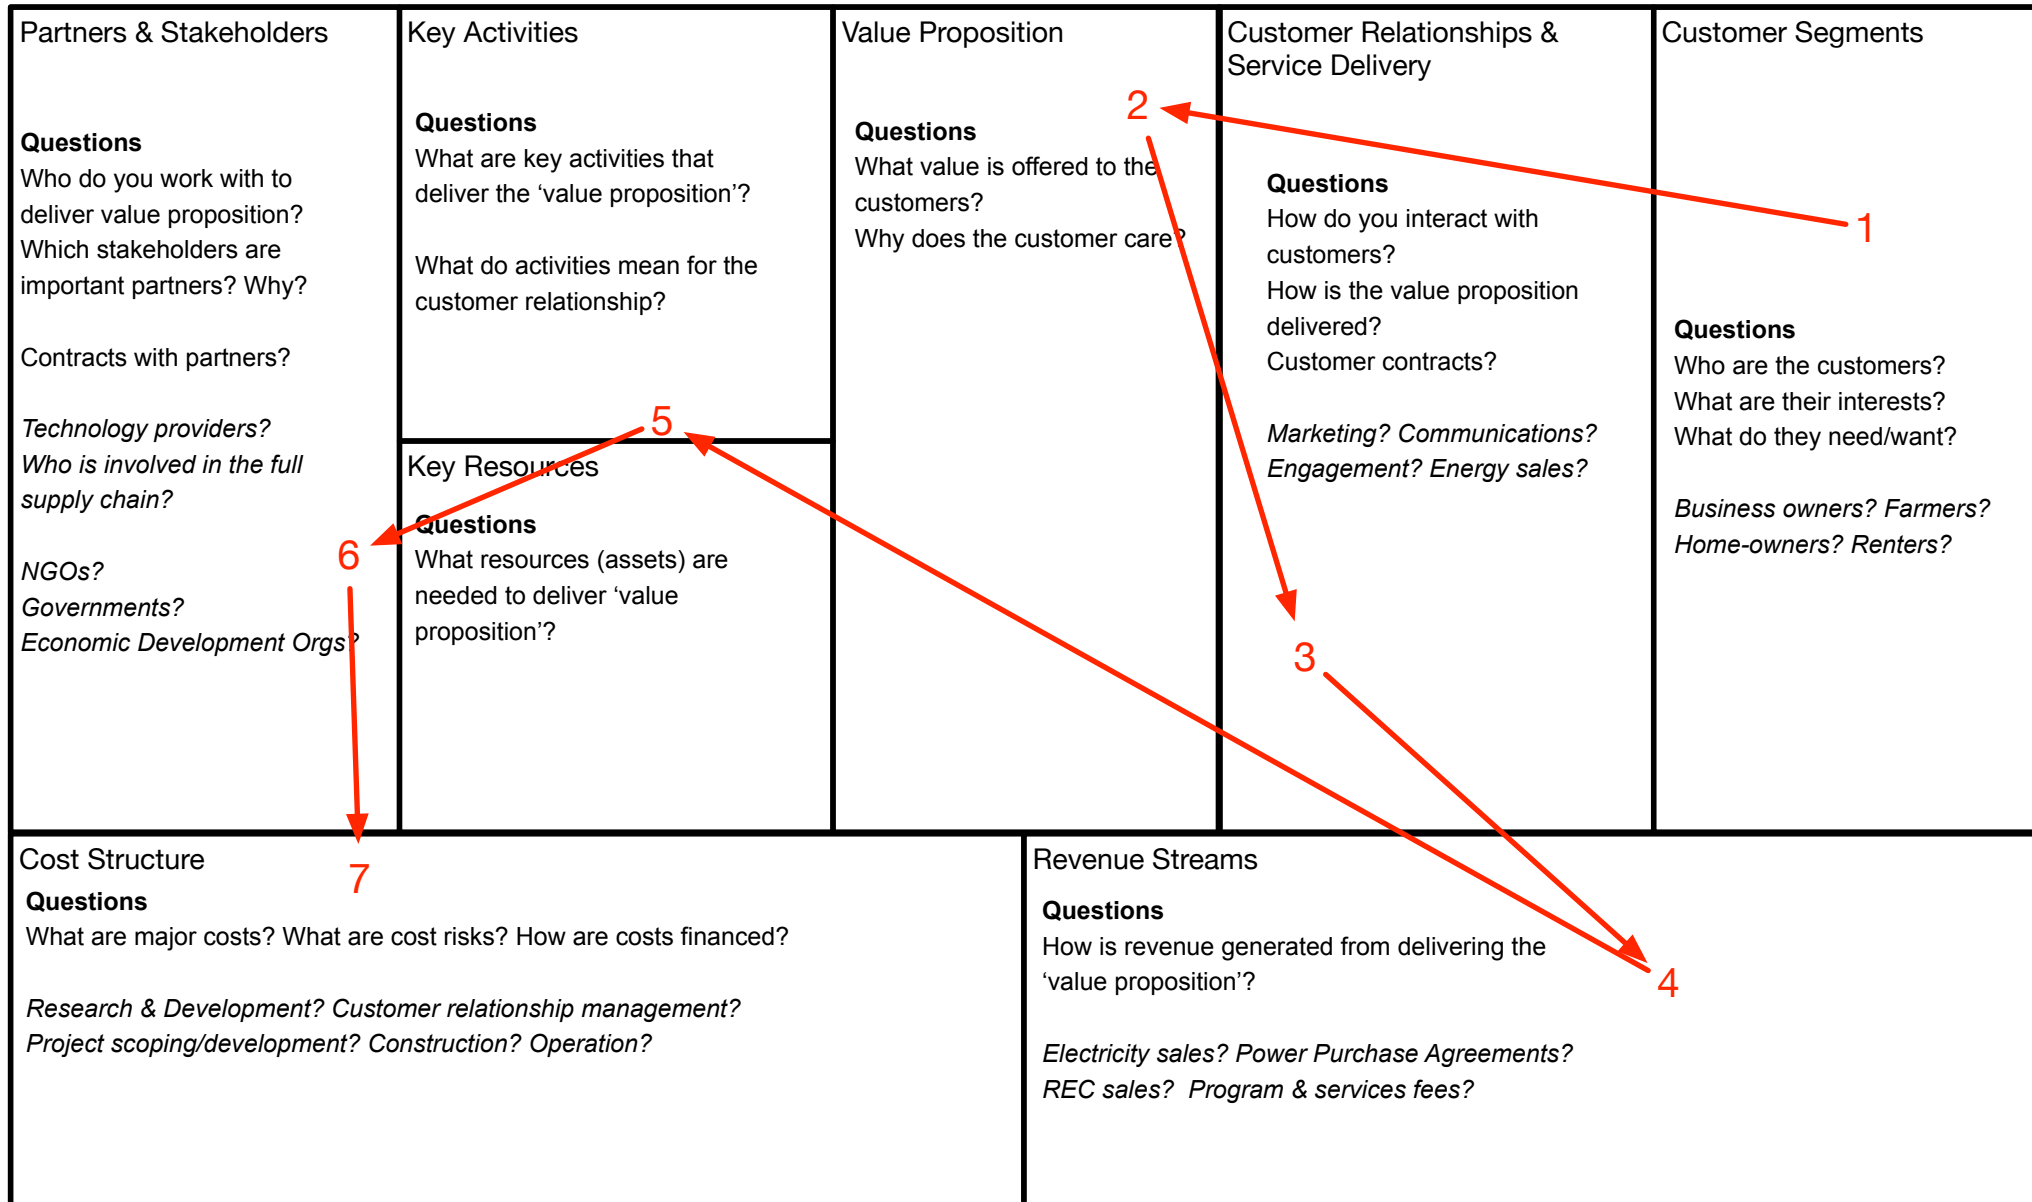 Partners & Stakeholders
Questions
Who do you work with to
deliver value proposition?
Which stakeholders are
important partners? Why?
Contracts with partners?
Technology providers?
Who is involved in the full
supply chain?
NGOs?
Governments?
Economic Development Orgs?
6
Key Activities
Questions
What are key activities that
deliver the ‘value proposition’?
What do activities mean for the
customer relationship?
5
Key Resources
Questions
What resources (assets) are
needed to deliver ‘value
proposition’?
Value Proposition
2
Questions
What value is offered to the
customers?
Why does the customer care?
Customer Relationships &
Service Delivery
Questions
How do you interact with
customers?
How is the value proposition
delivered?
Customer contracts?
Marketing? Communications?
Engagement? Energy sales?
3
Customer Segments
1
Questions
Who are the customers?
What are their interests?
What do they need/want?
Business owners? Farmers?
Home-owners? Renters?
Cost Structure
7
Questions
What are major costs? What are cost risks? How are costs financed?
Research & Development? Customer relationship management?
Project scoping/development? Construction? Operation?
Revenue Streams
Questions
How is revenue generated from delivering the
‘value proposition’?
4
Electricity sales? Power Purchase Agreements?
REC sales? Program & services fees?